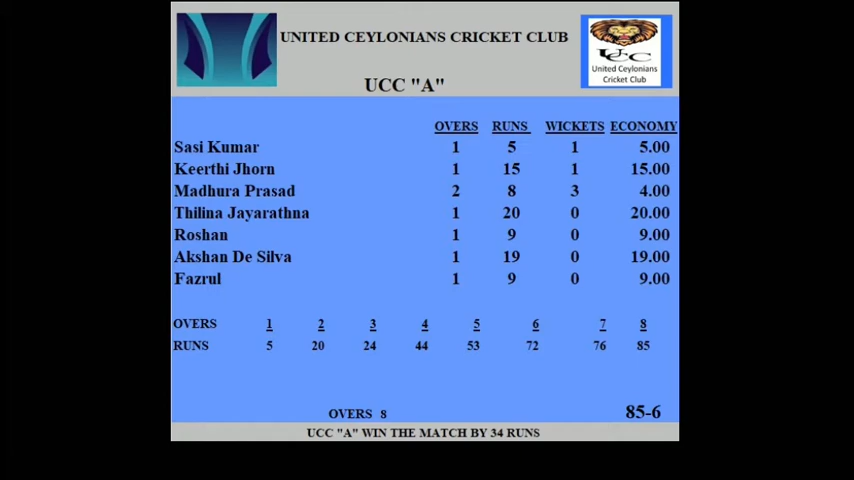 UNITED CEYLONIANS CRICKET CLUB
UCC
United Ceylonians
Cricket Club
UCC "A"
OVERS RUNS WICKETS ECONOMY
Sasi Kumar 1 5 1 5.00
Keerthi Jhorn 1 15 1 15.00
Madhura Prasad 2 8 3 4.00
Thilina Jayarathna 1 20 0 20.00
Roshan 1 9 0 9.00
Akshan De Silva 1 19 0 19.00
Fazrul 1 9 0 9.00
OVERS 1 2 3 4 5 6 7 8
RUNS 5 20 24 44 53 72 76 85
OVERS 8 85-6
UCC "A" WIN THE MATCH BY 34 RUNS